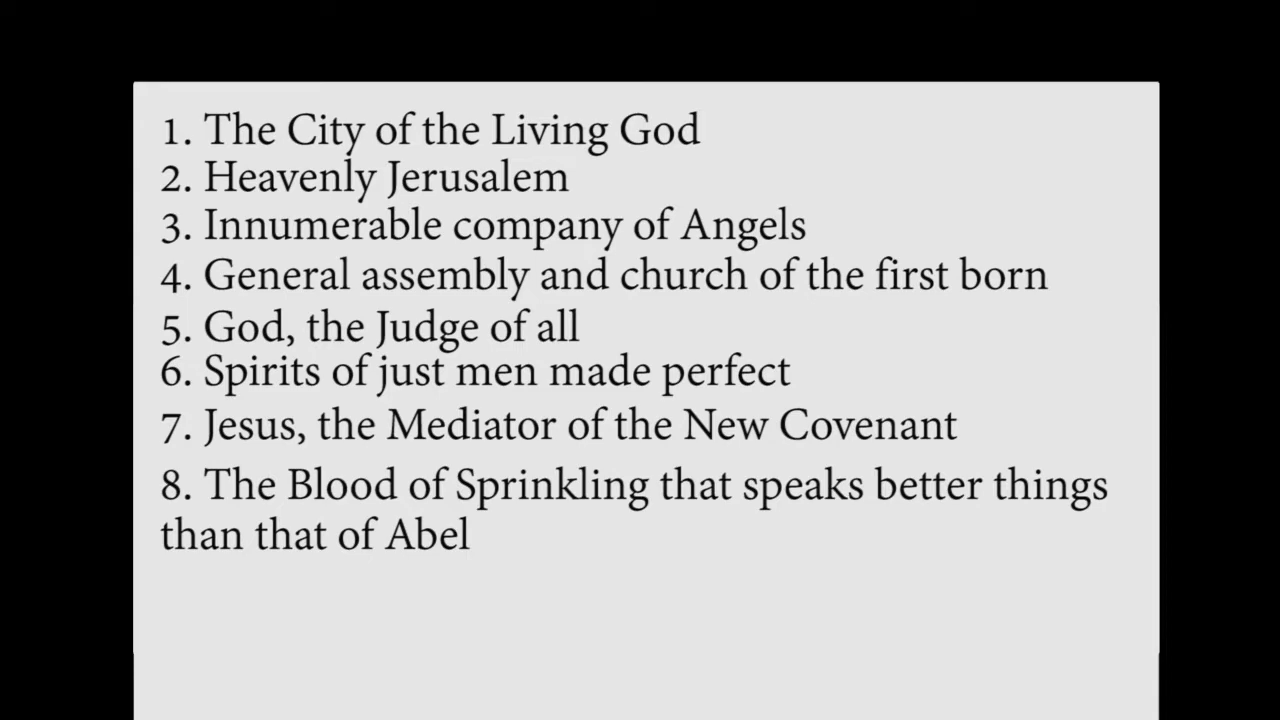 1. The City of the Living God
2. Heavenly Jerusalem
3. Innumerable company of Angels
4. General assembly and church of the first born
5. God, the Judge of all
6. Spirits of just men made perfect
7. Jesus, the Mediator of the New Covenant
8. The Blood of Sprinkling that speaks better things
than that of Abel